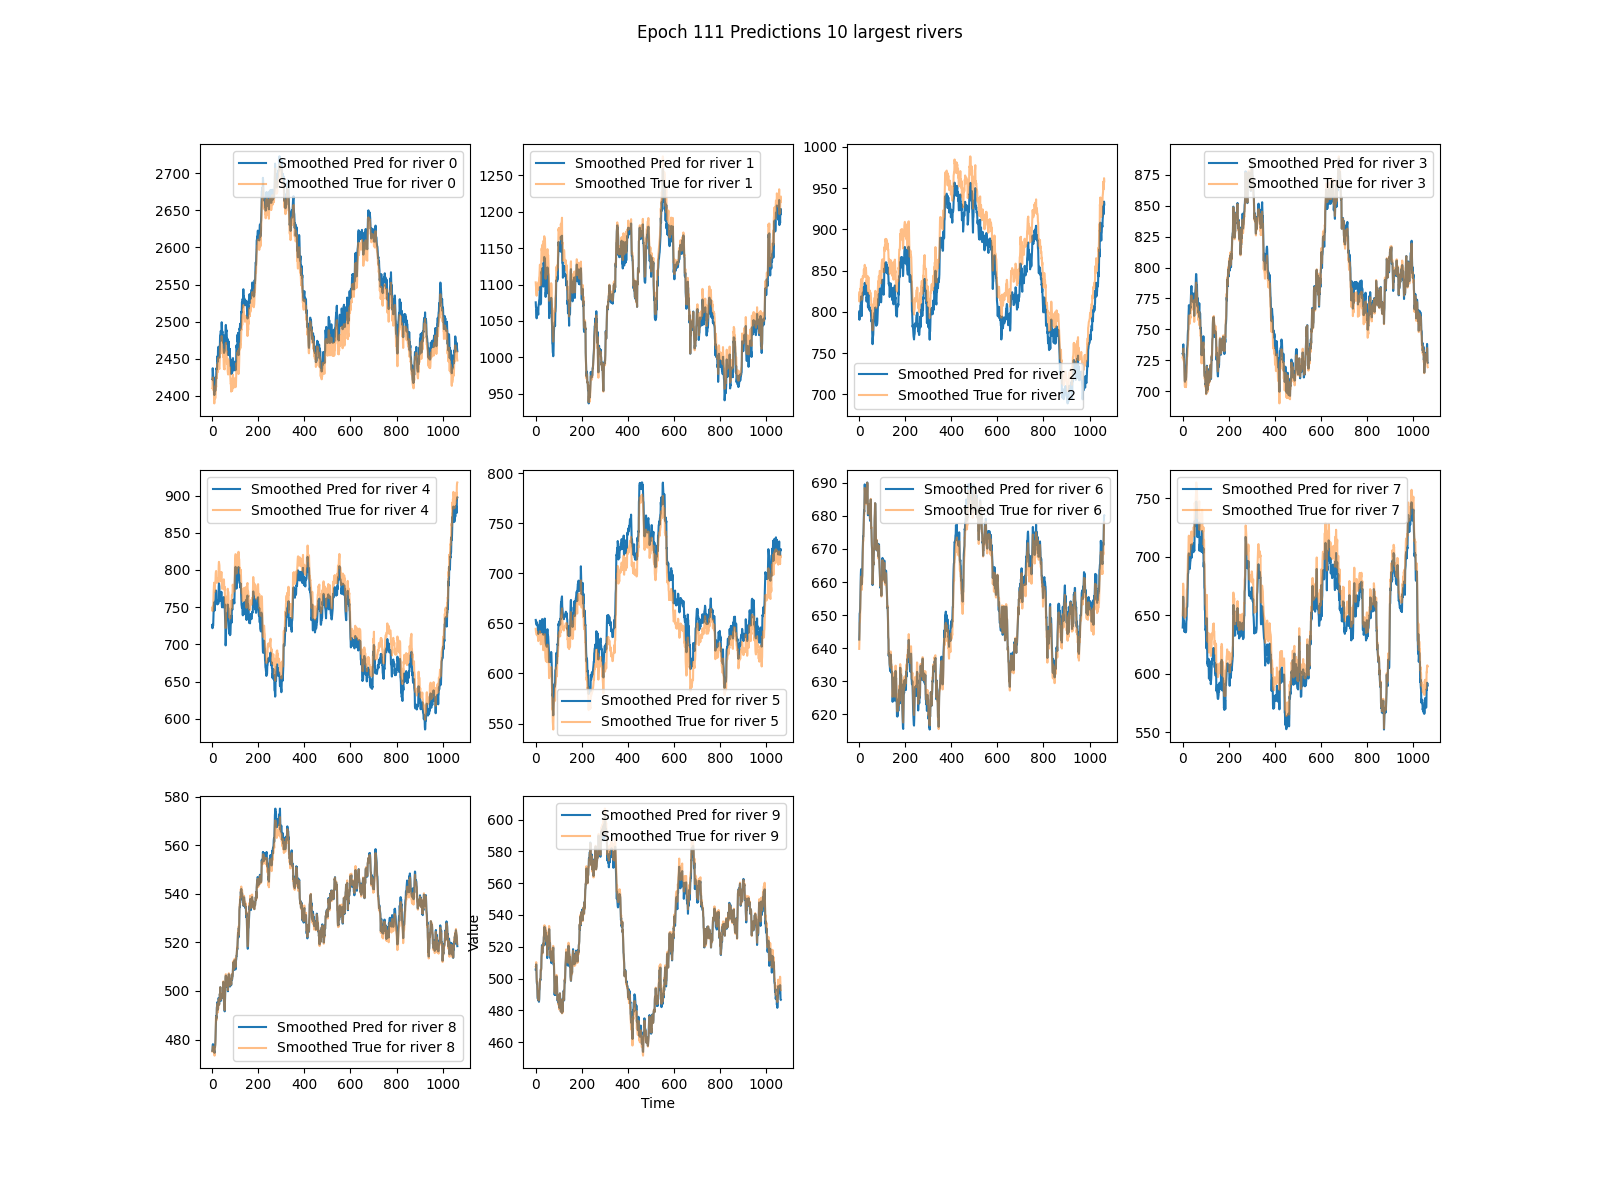 Epoch 111 Predictions 10 largest rivers
Smoothed Pred for river 0
Smoothed True for river 0
2700
2650
2600
2550
2500
2450
2400
0 200 400 600 800 1000
Smoothed Pred for river 1
Smoothed True for river 1
1250
1200
1150
1100
1050
1000
950
0 200 400 600 800 1000
1000
950
900
850
800
750
700
Smoothed Pred for river 2
Smoothed True for river 2
0 200 400 600 800 1000
Smoothed Pred for river 3
Smoothed True for river 3
875
850
825
800
775
750
725
700
0 200 400 600 800 1000
Smoothed Pred for river 4
Smoothed True for river 4
900
850
800
750
700
650
600
0 200 400 600 800 1000
800
750
700
650
600
550
Smoothed Pred for river 5
Smoothed True for river 5
0 200 400 600 800 1000
Smoothed Pred for river 6
Smoothed True for river 6
690
680
670
660
650
640
630
620
0 200 400 600 800 1000
Smoothed Pred for river 7
Smoothed True for river 7
750
700
650
600
550
0 200 400 600 800 1000
580
560
540
520
500
480
Smoothed Pred for river 8
Smoothed True for river 8
0 200 400 600 800 1000
Smoothed Pred for river 9
Smoothed True for river 9
600
580
560
540
520
500
480
460
Value
0 200 400 600 800 1000
Time